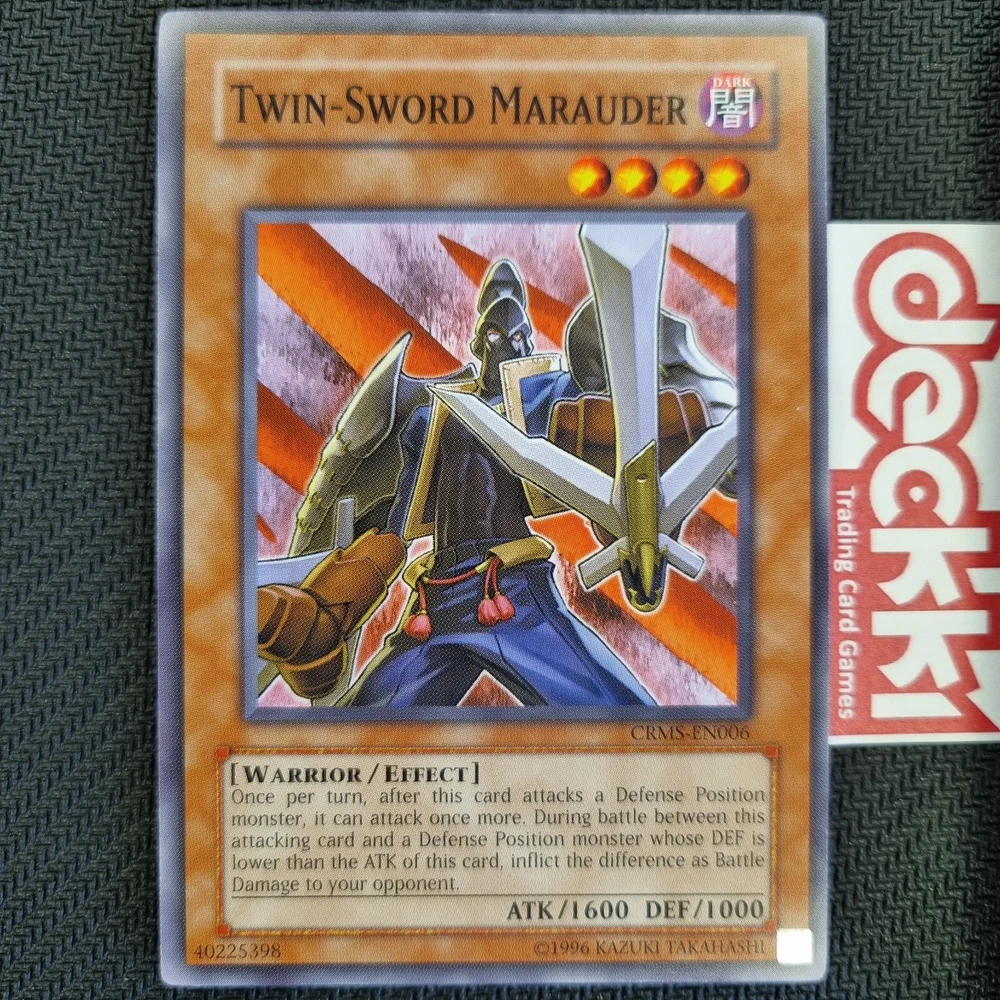 TWIN-SWORD MARAUDER
DARK
闇
CRMS-EN006
[WARRIOR/EFFECT]
Once per turn, after this card attacks a Defense Position
monster, it can attack once more. During battle between this
attacking card and a Defense Position monster whose DEF is
lower than the ATK of this card, inflict the difference as Battle
Damage to your opponent.
ATK/1600 DEF/1000
40225398
©1996 KAZUKI TAKAHASHI
dekki
Trading Card Games